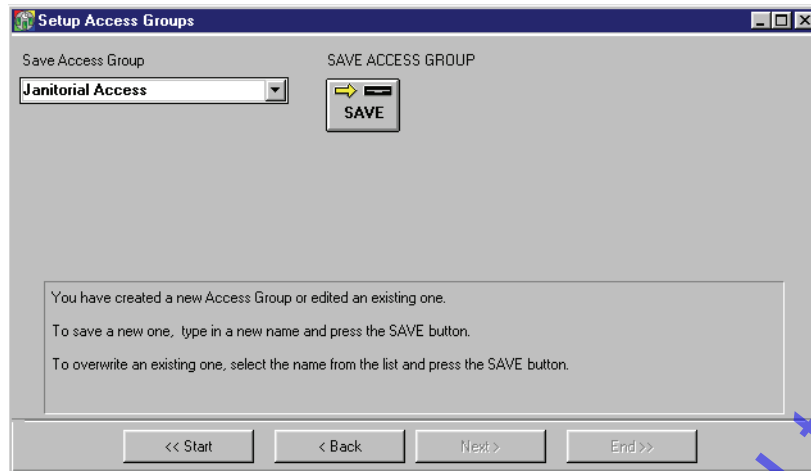 Setup Access Groups
Save Access Group
SAVE ACCESS GROUP
Janitorial Access
SAVE
You have created a new Access Group or edited an existing one.
To save a new one, type in a new name and press the SAVE button.
To overwrite an existing one, select the name from the list and press the SAVE button.
<< Start
< Back
Next >
End >>